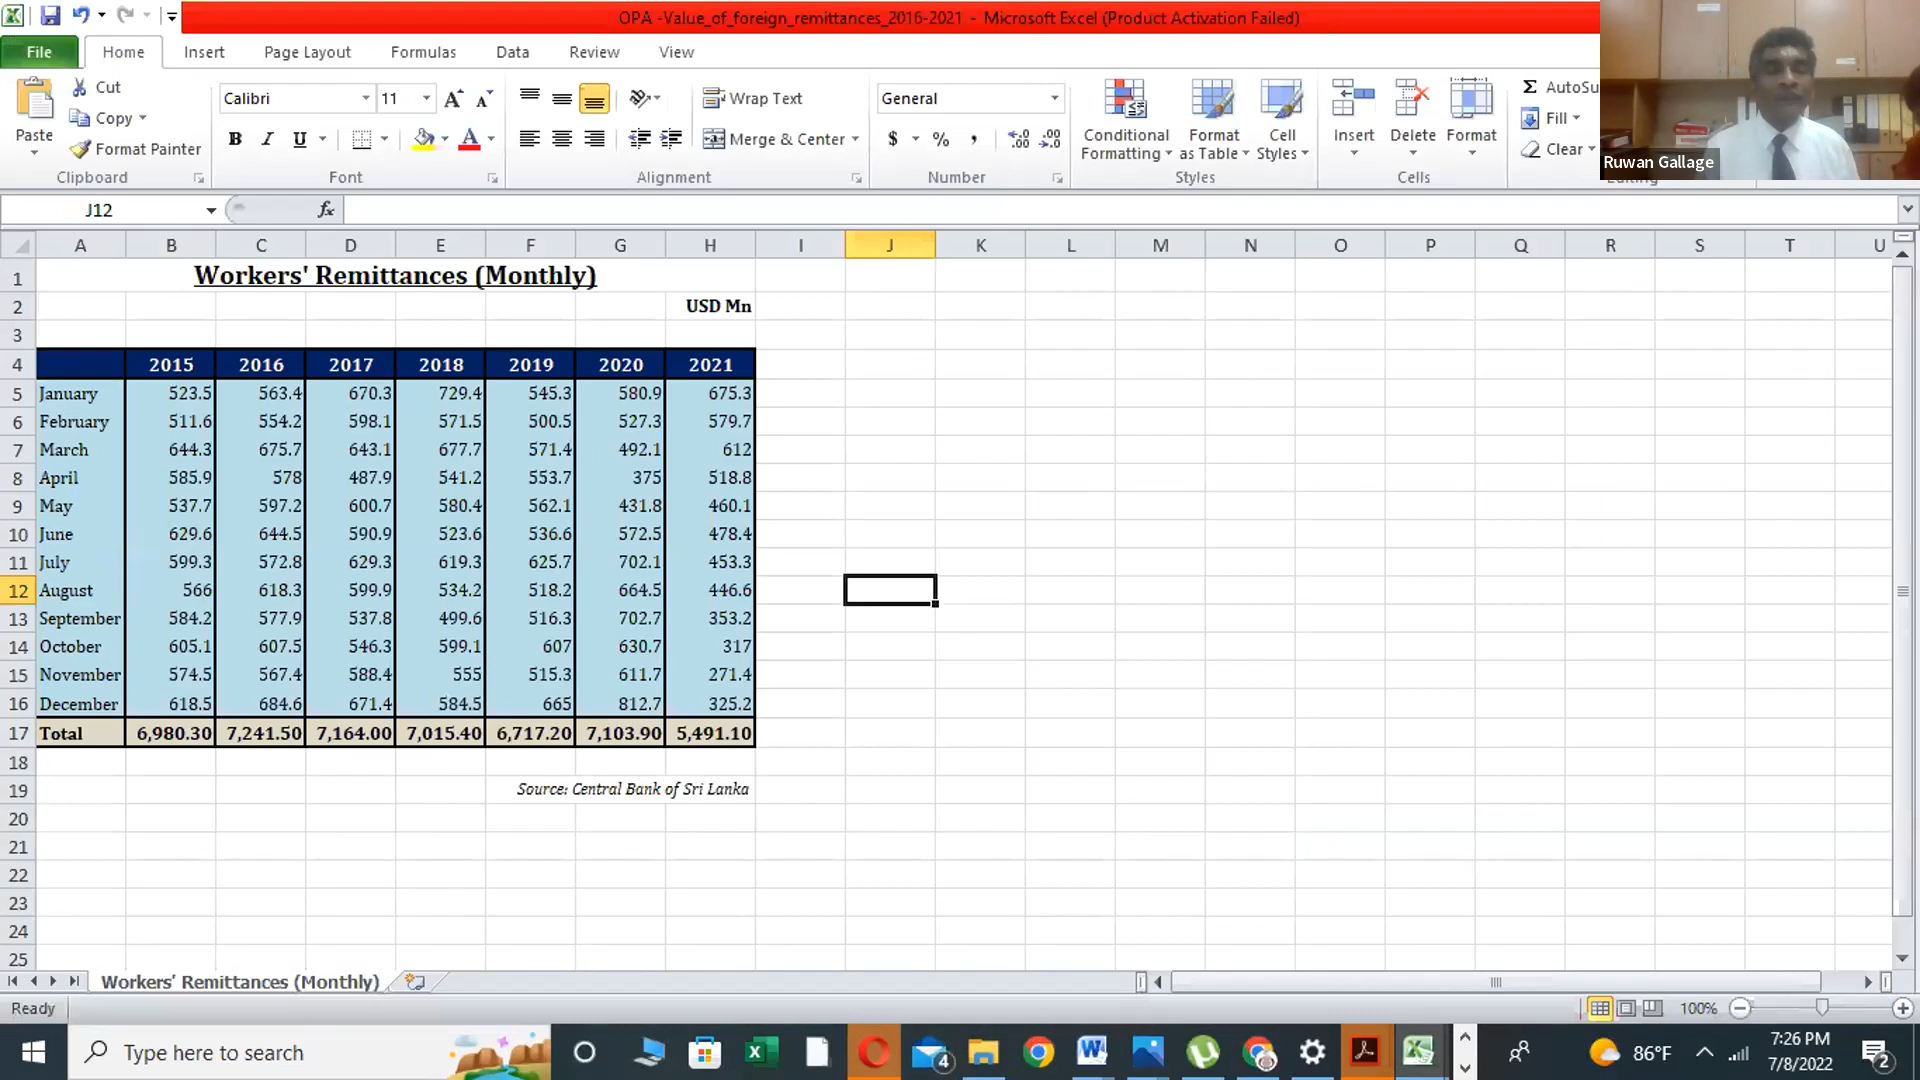 OPA -Value_of_foreign_remittances_2016-2021 - Microsoft Excel (Product Activation Failed)
File Home Insert Page Layout Formulas Data Review View
Paste Cut Copy Format Painter
Calibri 11
B I U
Wrap Text
Merge & Center
General
$ % ,
Conditional Formatting
Format as Table
Cell Styles
Insert Delete Format
Σ AutoSu
Fill
Clear
Clipboard Font Alignment Number Styles Cells
Ruwan Gallage
J12 fx
A B C D E F G H I J K L M N O P Q R S T U
1 Workers' Remittances (Monthly)
2 USD Mn
3
4 2015 2016 2017 2018 2019 2020 2021
5 January 523.5 563.4 670.3 729.4 545.3 580.9 675.3
6 February 511.6 554.2 598.1 571.5 500.5 527.3 579.7
7 March 644.3 675.7 643.1 677.7 571.4 492.1 612
8 April 585.9 578 487.9 541.2 553.7 375 518.8
9 May 537.7 597.2 600.7 580.4 562.1 431.8 460.1
10 June 629.6 644.5 590.9 523.6 536.6 572.5 478.4
11 July 599.3 572.8 629.3 619.3 625.7 702.1 453.3
12 August 566 618.3 599.9 534.2 518.2 664.5 446.6
13 September 584.2 577.9 537.8 499.6 516.3 702.7 353.2
14 October 605.1 607.5 546.3 599.1 607 630.7 317
15 November 574.5 567.4 588.4 555 515.3 611.7 271.4
16 December 618.5 684.6 671.4 584.5 665 812.7 325.2
17 Total 6,980.30 7,241.50 7,164.00 7,015.40 6,717.20 7,103.90 5,491.10
18
19 Source: Central Bank of Sri Lanka
20
21
22
23
24
25
Workers' Remittances (Monthly)
Ready 100%
Type here to search
4
86°F
7:26 PM
7/8/2022
2